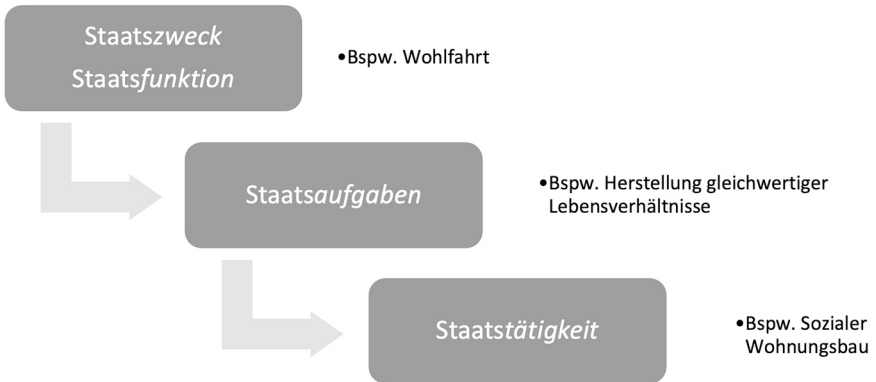 Staatszweck
Staatsfunktion
•Bspw. Wohlfahrt
Staatsaufgaben
•Bspw. Herstellung gleichwertiger
Lebensverhältnisse
Staatstätigkeit
•Bspw. Sozialer
Wohnungsbau